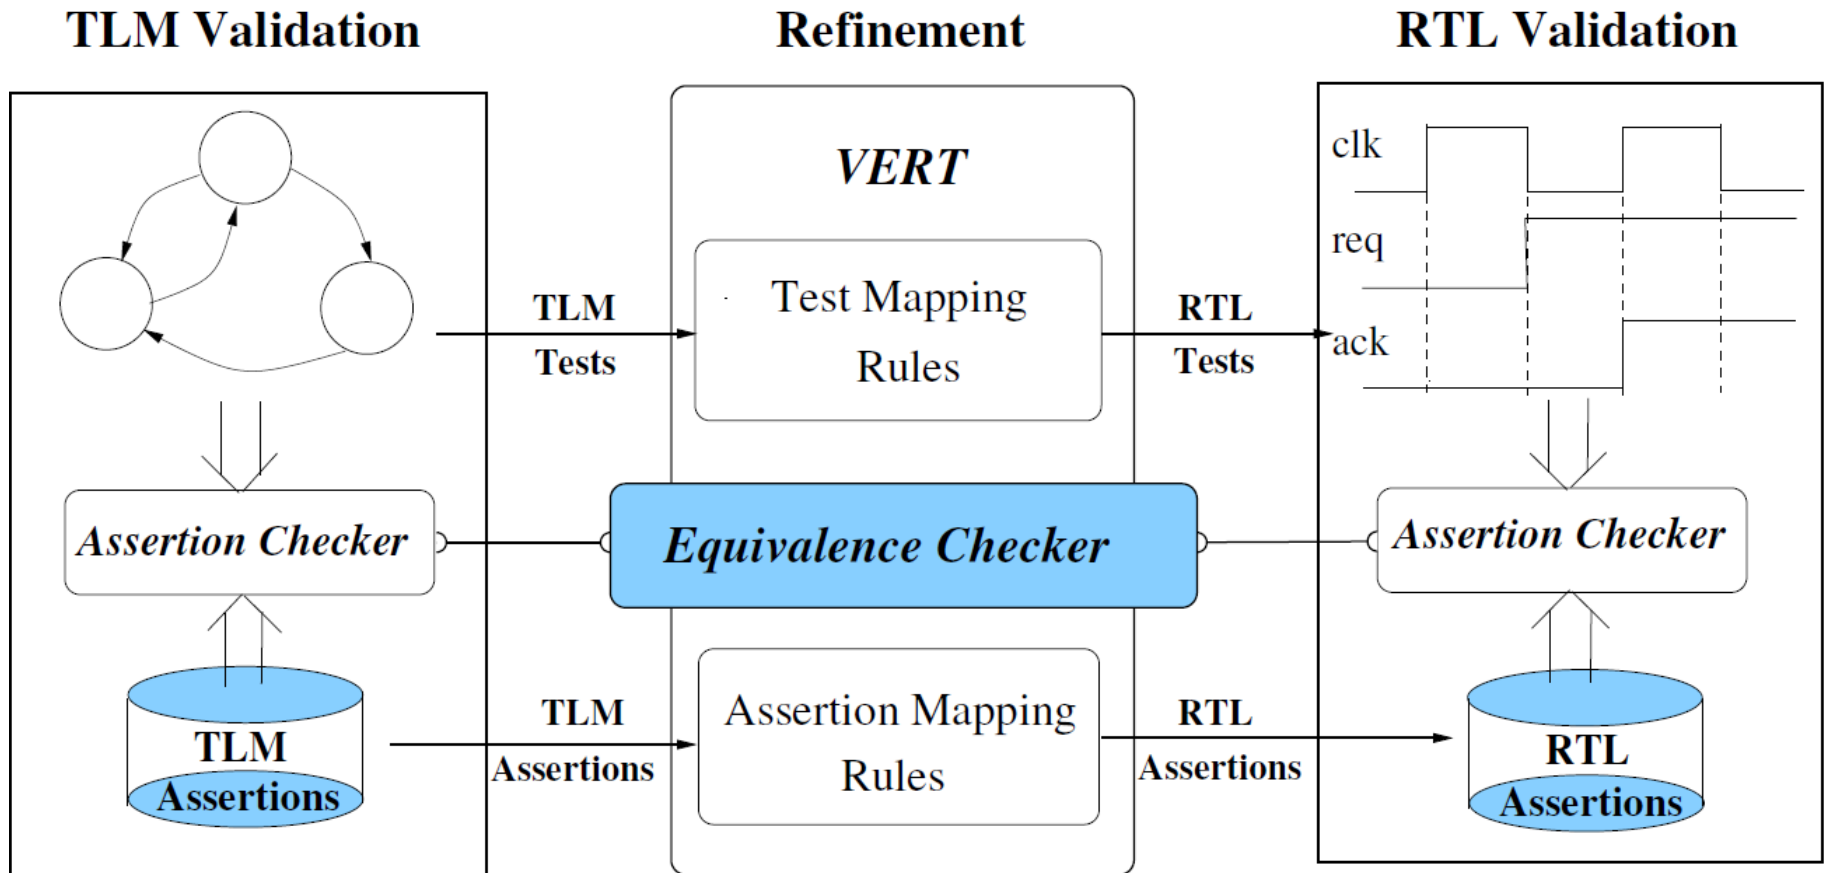 TLM Validation
Refinement
RTL Validation
VERT
clk
req
ack
TLM
Tests
Test Mapping
Rules
RTL
Tests
Assertion Checker
Equivalence Checker
Assertion Checker
TLM
Assertions
TLM
Assertions
Assertion Mapping
Rules
RTL
Assertions
RTL
Assertions